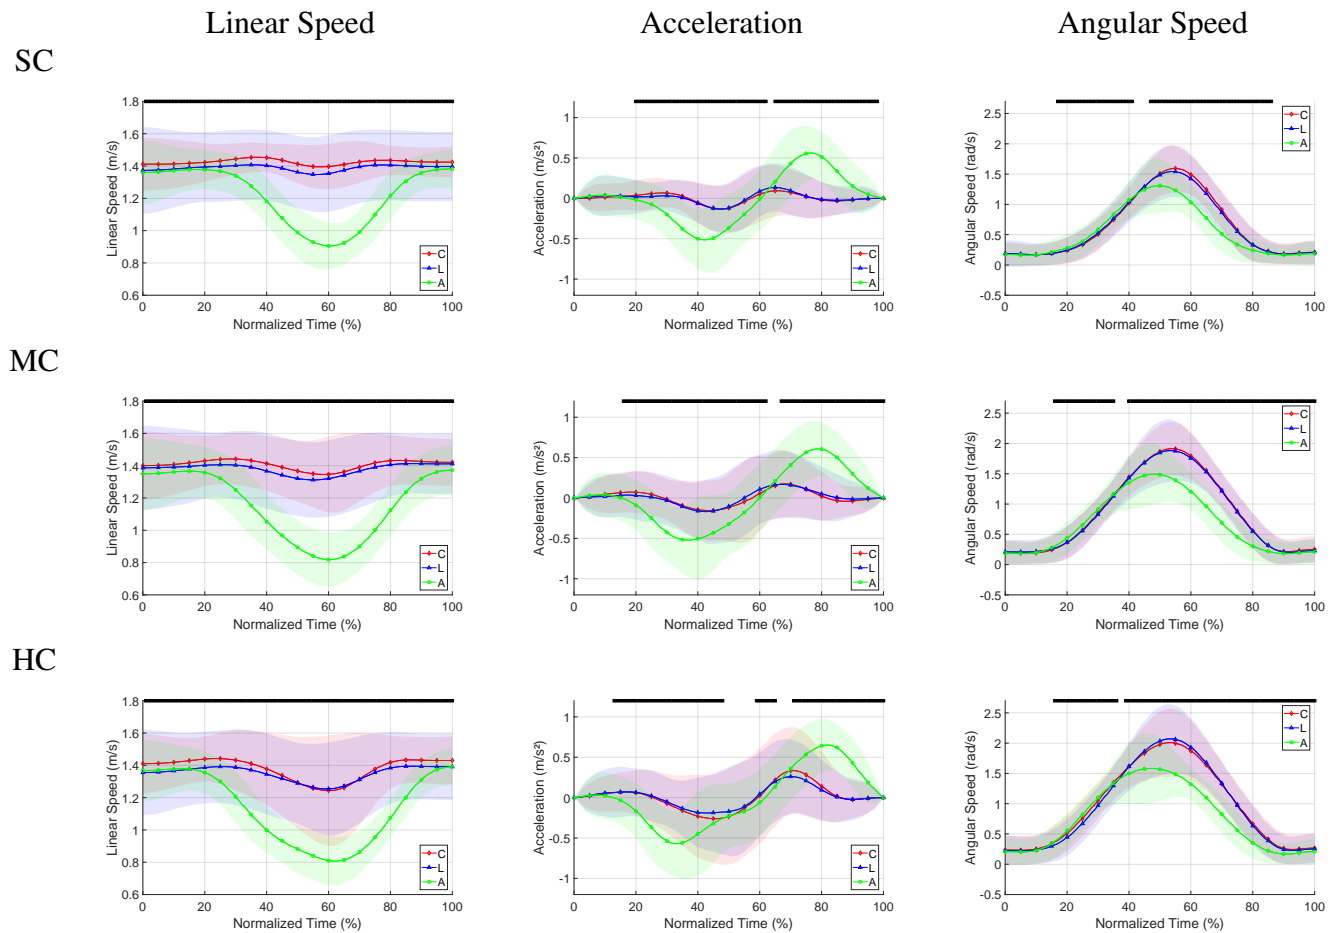 Linear Speed Acceleration Angular Speed
SC
1.8
1.6
1.4
1.2
1
0.8
0.6
Linear Speed (m/s)
0 20 40 60 80 100
Normalized Time (%)
C
L
A
1
0.5
0
-0.5
-1
Acceleration (m/s²)
0 20 40 60 80 100
Normalized Time (%)
C
L
A
2.5
2
1.5
1
0.5
0
-0.5
Angular Speed (rad/s)
0 20 40 60 80 100
Normalized Time (%)
C
L
A
MC
1.8
1.6
1.4
1.2
1
0.8
0.6
Linear Speed (m/s)
0 20 40 60 80 100
Normalized Time (%)
C
L
A
1
0.5
0
-0.5
-1
Acceleration (m/s²)
0 20 40 60 80 100
Normalized Time (%)
C
L
A
2.5
2
1.5
1
0.5
0
-0.5
Angular Speed (rad/s)
0 20 40 60 80 100
Normalized Time (%)
C
L
A
HC
1.8
1.6
1.4
1.2
1
0.8
0.6
Linear Speed (m/s)
0 20 40 60 80 100
Normalized Time (%)
C
L
A
1
0.5
0
-0.5
-1
Acceleration (m/s²)
0 20 40 60 80 100
Normalized Time (%)
C
L
A
2.5
2
1.5
1
0.5
0
-0.5
Angular Speed (rad/s)
0 20 40 60 80 100
Normalized Time (%)
C
L
A